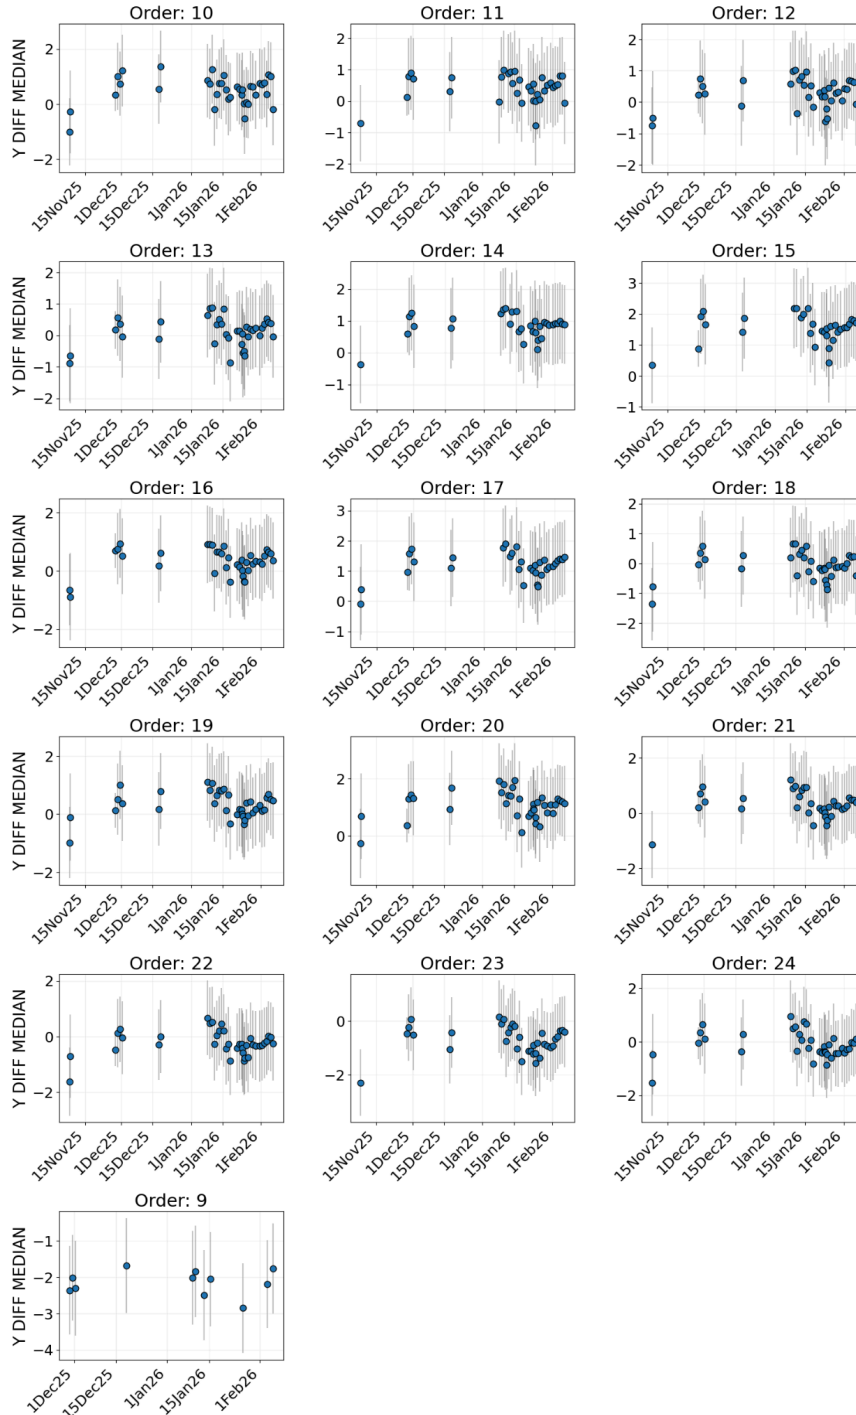 Order: 10 Order: 11 Order: 12
Y DIFF MEDIAN
2
0
−2
2
1
0
−1
−2
2
1
0
−1
−2
15Nov25 1Dec25 15Dec25 1Jan26 15Jan26 1Feb26
15Nov25 1Dec25 15Dec25 1Jan26 15Jan26 1Feb26
15Nov25 1Dec25 15Dec25 1Jan26 15Jan26 1Feb26
Order: 13 Order: 14 Order: 15
Y DIFF MEDIAN
2
1
0
−1
−2
2
1
0
−1
3
2
1
0
−1
15Nov25 1Dec25 15Dec25 1Jan26 15Jan26 1Feb26
15Nov25 1Dec25 15Dec25 1Jan26 15Jan26 1Feb26
15Nov25 1Dec25 15Dec25 1Jan26 15Jan26 1Feb26
Order: 16 Order: 17 Order: 18
Y DIFF MEDIAN
2
0
−2
3
2
1
0
−1
2
1
0
−1
−2
15Nov25 1Dec25 15Dec25 1Jan26 15Jan26 1Feb26
15Nov25 1Dec25 15Dec25 1Jan26 15Jan26 1Feb26
15Nov25 1Dec25 15Dec25 1Jan26 15Jan26 1Feb26
Order: 19 Order: 20 Order: 21
Y DIFF MEDIAN
2
0
−2
2
0
2
0
−2
15Nov25 1Dec25 15Dec25 1Jan26 15Jan26 1Feb26
15Nov25 1Dec25 15Dec25 1Jan26 15Jan26 1Feb26
15Nov25 1Dec25 15Dec25 1Jan26 15Jan26 1Feb26
Order: 22 Order: 23 Order: 24
Y DIFF MEDIAN
2
0
−2
0
−2
2
0
−2
15Nov25 1Dec25 15Dec25 1Jan26 15Jan26 1Feb26
15Nov25 1Dec25 15Dec25 1Jan26 15Jan26 1Feb26
15Nov25 1Dec25 15Dec25 1Jan26 15Jan26 1Feb26
Order: 9
Y DIFF MEDIAN
−1
−2
−3
−4
1Dec25 15Dec25 1Jan26 15Jan26 1Feb26